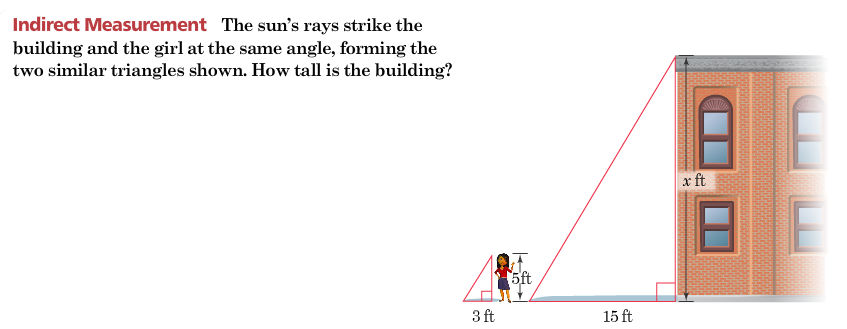 Indirect Measurement The sun's rays strike the
building and the girl at the same angle, forming the
two similar triangles shown. How tall is the building?
x ft
5ft
3 ft
15 ft